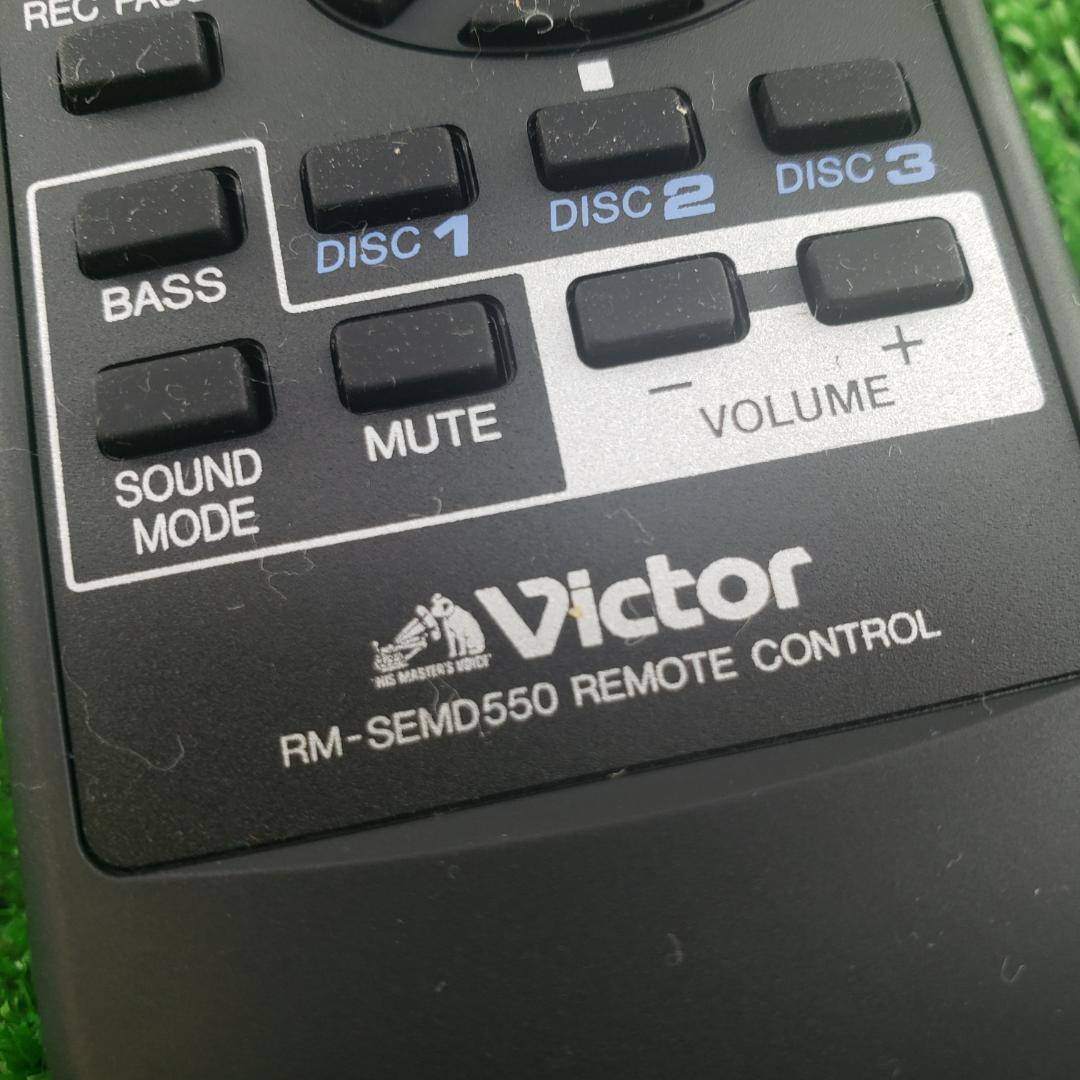 REC
DISC 1
DISC 2
DISC 3
BASS
SOUND
MODE
MUTE
− +
VOLUME
HIS MASTER'S VOICE
Victor
RM-SEMD550 REMOTE CONTROL